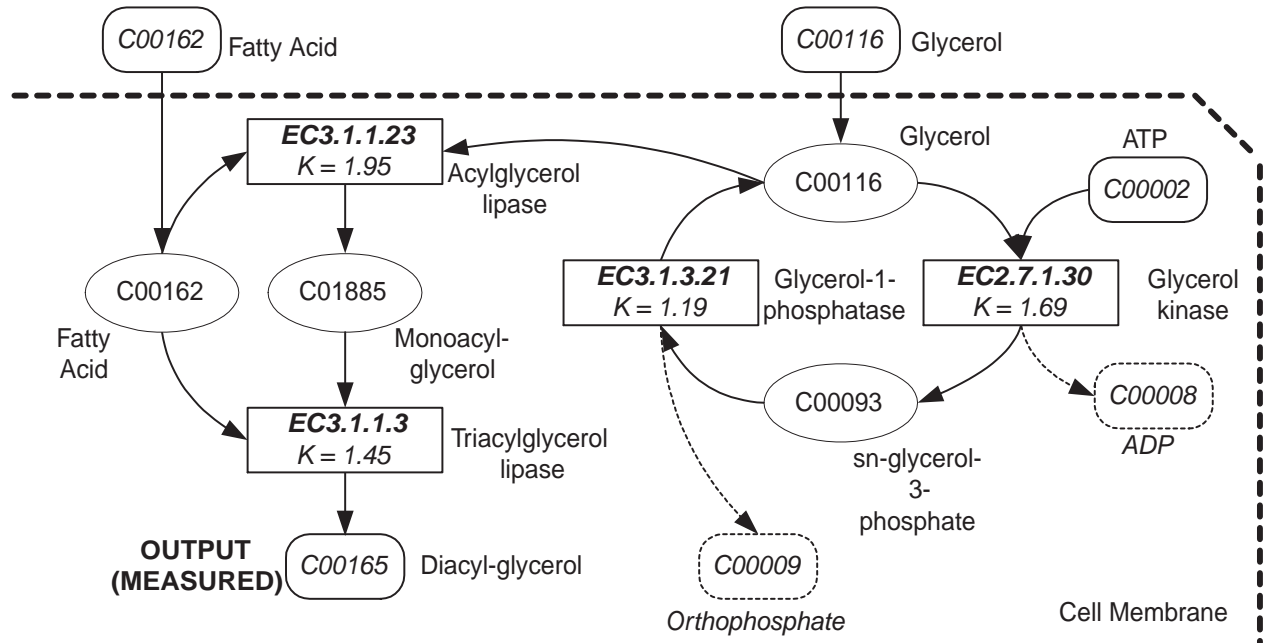 C00162
Fatty Acid
C00116
Glycerol
EC3.1.1.23
K = 1.95
Acylglycerol
lipase
Glycerol
C00116
ATP
C00002
C00162
Fatty
Acid
C01885
Monoacyl-
glycerol
EC3.1.3.21
K = 1.19
Glycerol-1-
phosphatase
EC2.7.1.30
K = 1.69
Glycerol
kinase
C00093
sn-glycerol-
3-
phosphate
C00008
ADP
EC3.1.1.3
K = 1.45
Triacylglycerol
lipase
OUTPUT
(MEASURED)
C00165
Diacyl-glycerol
C00009
Orthophosphate
Cell Membrane